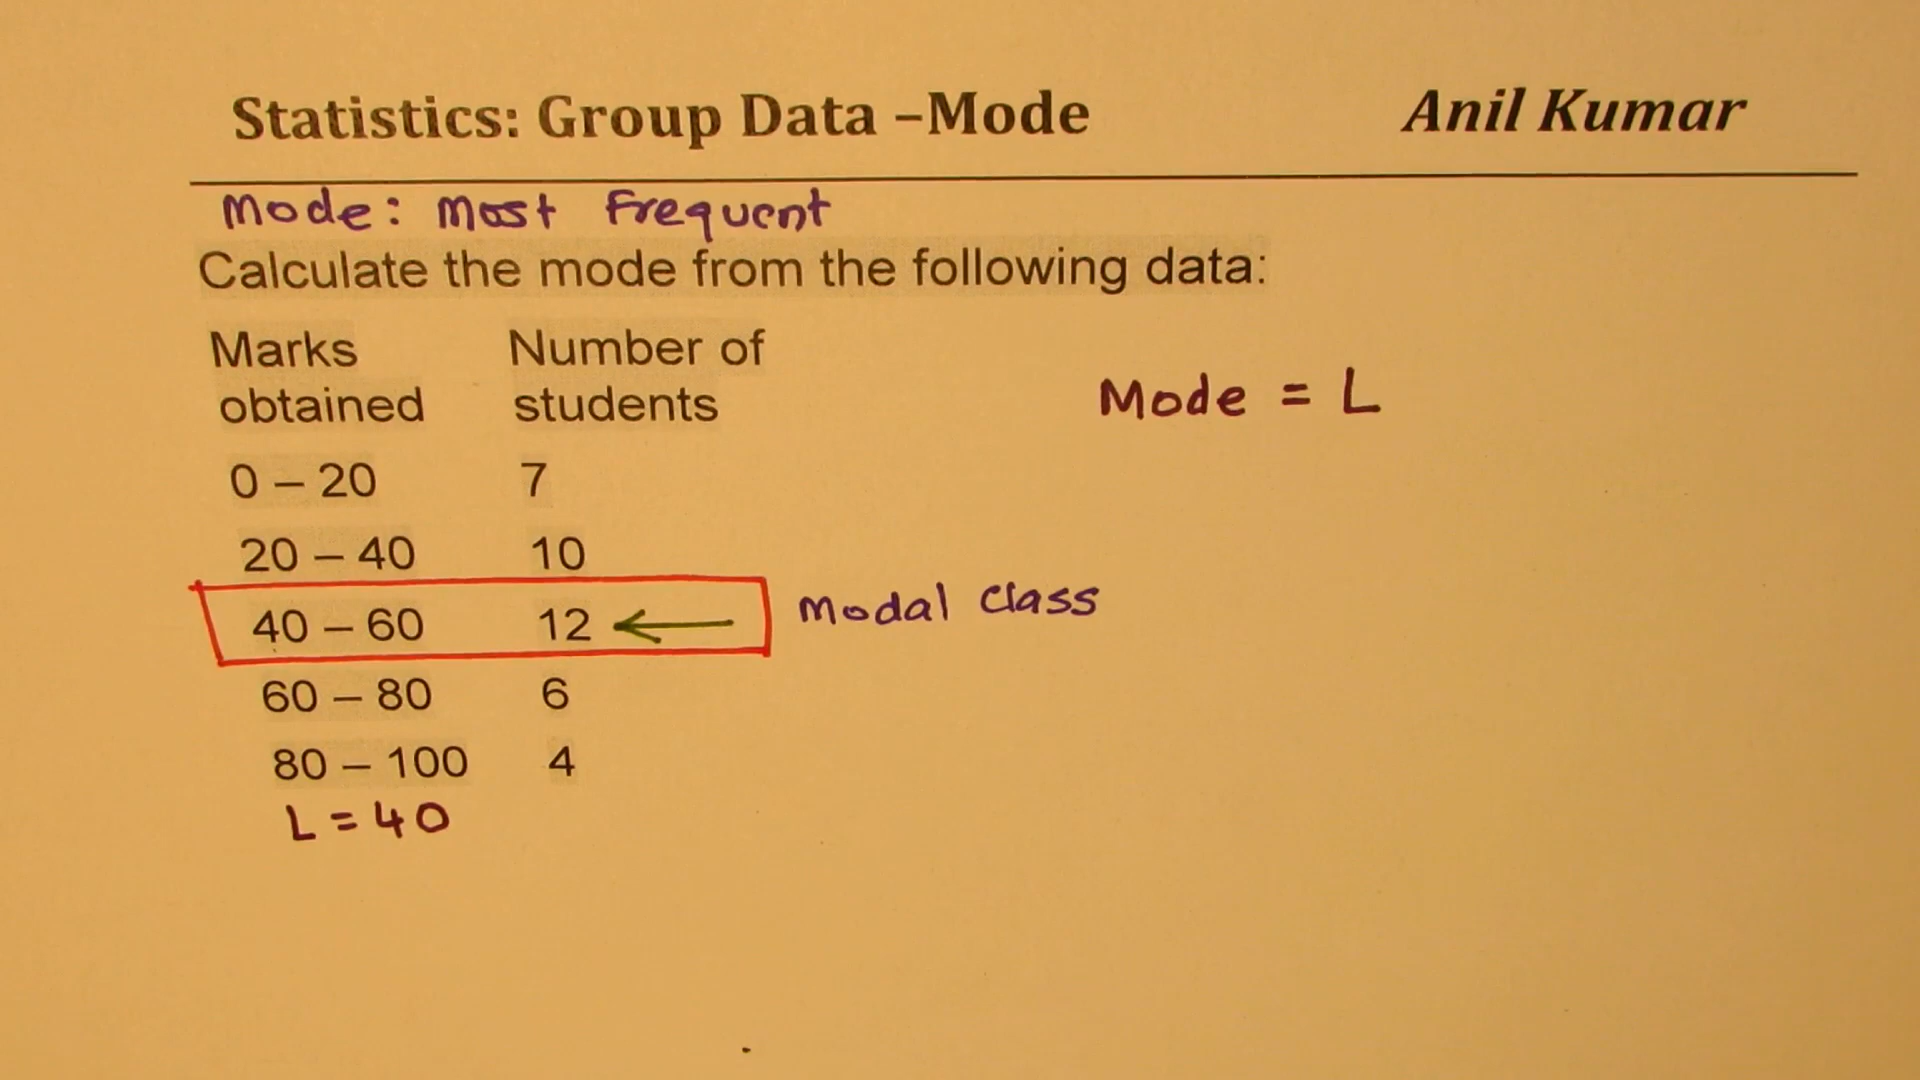 Statistics: Group Data –Mode Anil Kumar
Mode: Most Frequent
Calculate the mode from the following data:
Marks obtained Number of students
0 – 20 7
20 – 40 10
40 – 60 12 Modal Class
60 – 80 6
80 – 100 4
L = 40
Mode = L